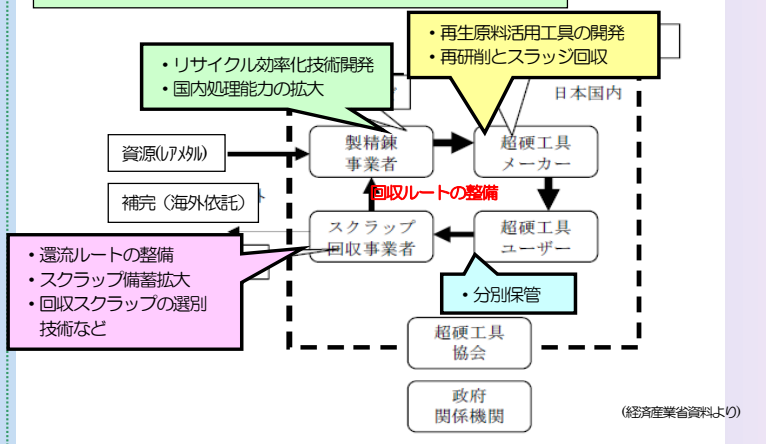 ・再生原料活用工具の開発
・再研削とスラッジ回収
・リサイクル効率化技術開発
・国内処理能力の拡大
日本国内
製精錬
事業者
超硬工具
メーカー
資源(レアメタル)
回収ルートの整備
補完（海外依託）
ト
スクラップ
回収事業者
超硬工具
ユーザー
・還流ルートの整備
・スクラップ備蓄拡大
・回収スクラップの選別
技術など
・分別保管
超硬工具
協会
政府
関係機関
(経済産業省資料より)